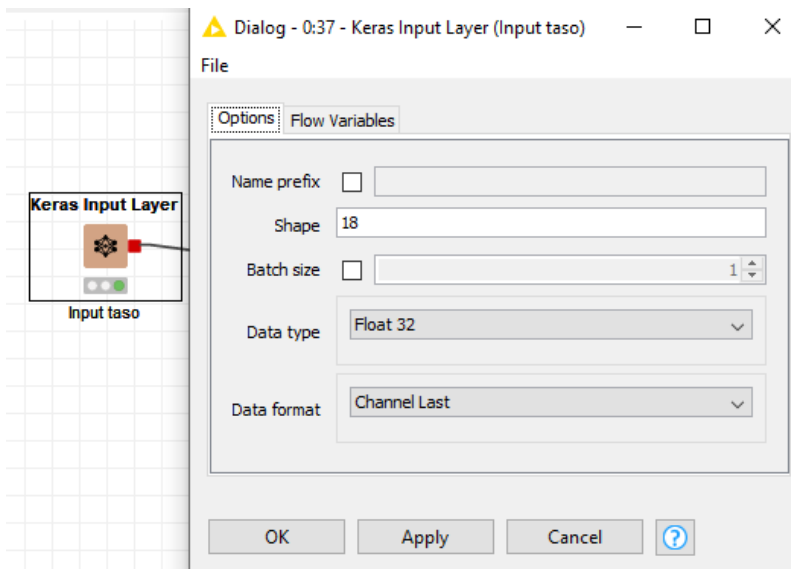 Dialog - 0:37 - Keras Input Layer (Input taso)
File
Options Flow Variables
Name prefix
Keras Input Layer
Shape 18
Batch size 1
Input taso
Data type Float 32
Data format Channel Last
OK Apply Cancel ?